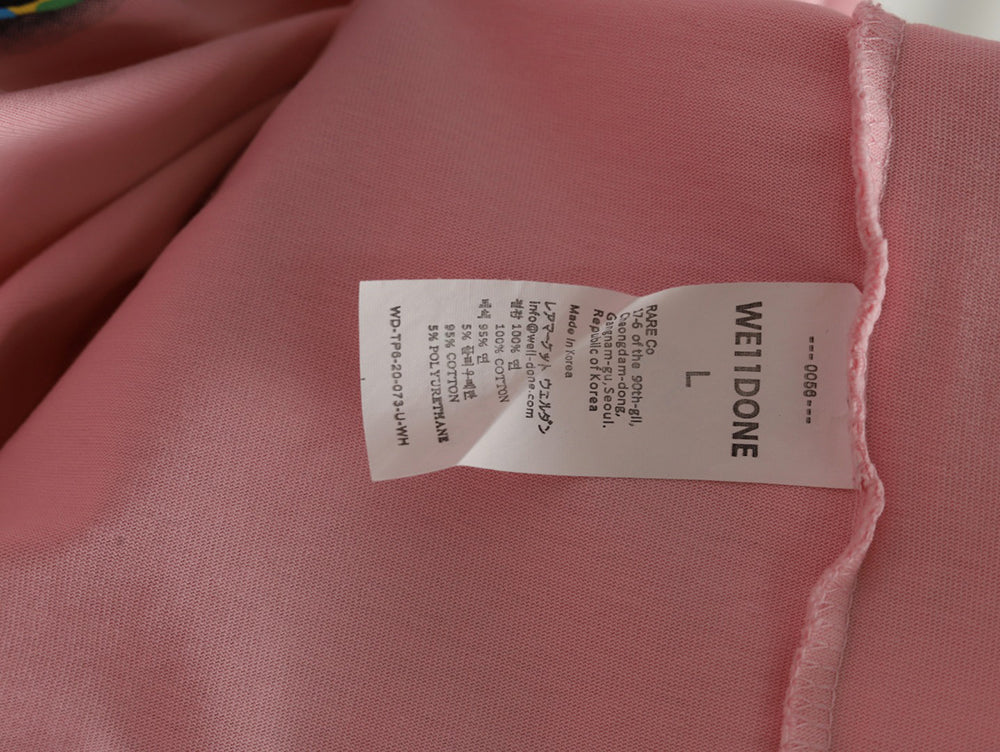 ---0056---
WE11DONE
L
RARE Co
17-6 of the 90th-gil,
Cheongdam-dong,
Gangnam-gu, Seoul.
Republic of Korea
Made in Korea
レアマーケット ウェルダン
info@well-done.com
겉감 100% 면
100% COTTON
배색 95% 면
5% 폴리우레탄
95% COTTON
5% POLYURETHANE
WD-TP6-20-073-U-WH